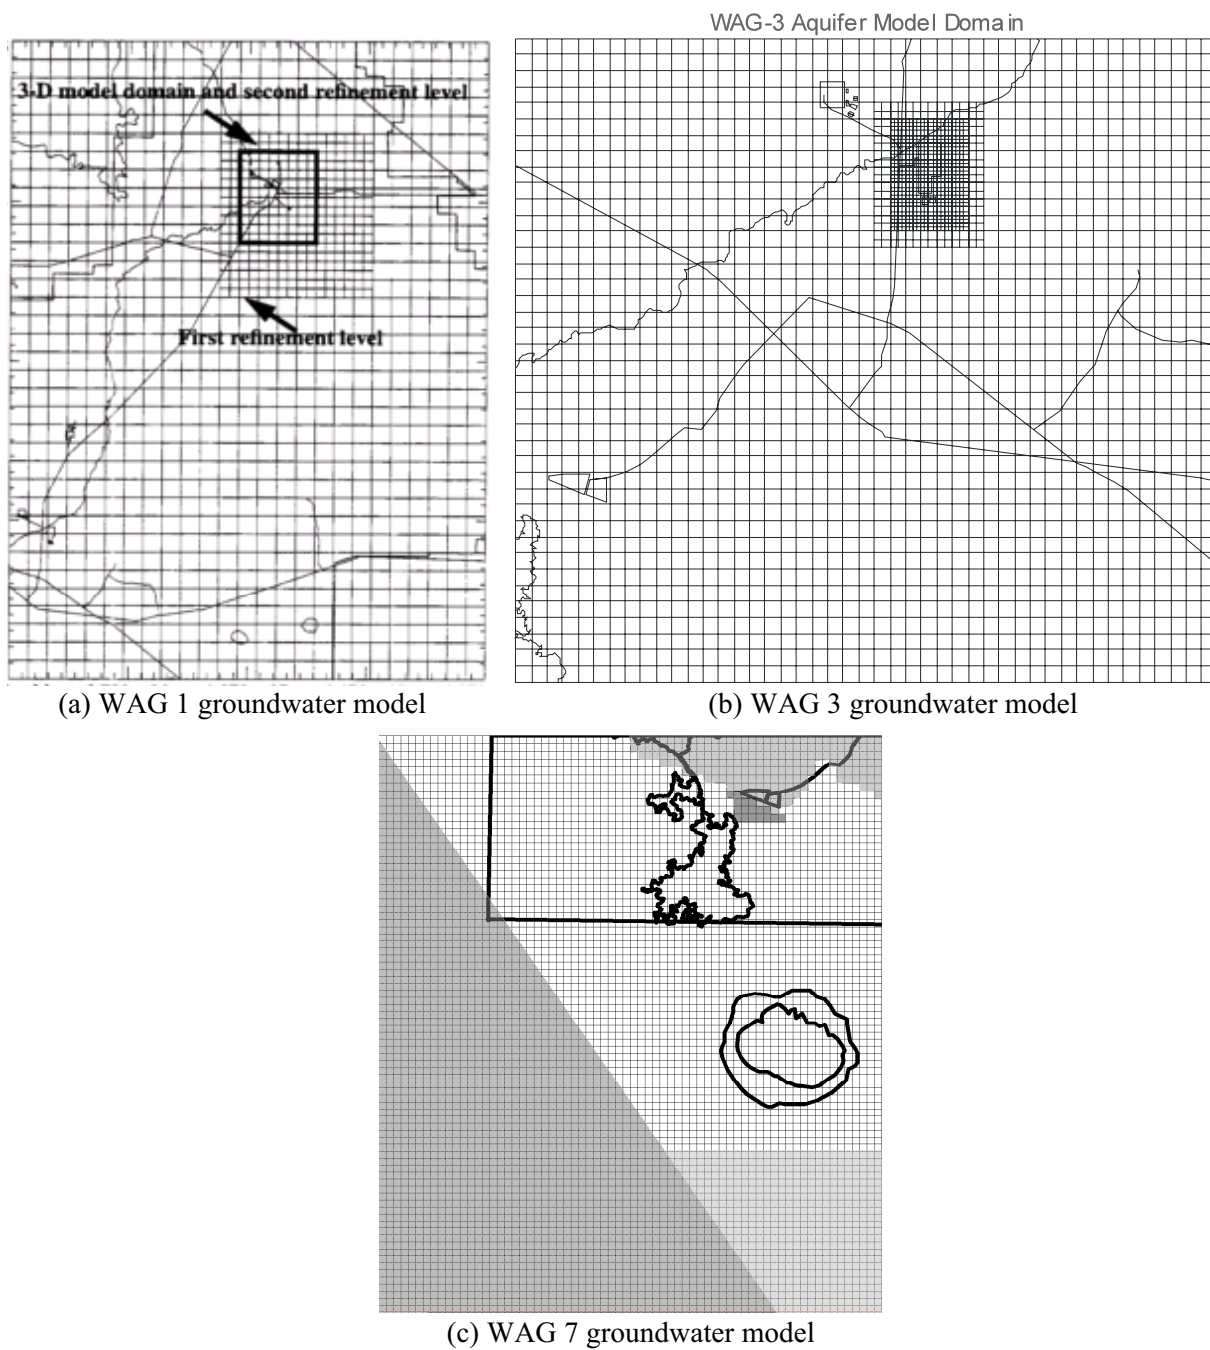 WAG-3 Aquifer Model Domain
3-D model domain and second refinement level
First refinement level
(a) WAG 1 groundwater model
(b) WAG 3 groundwater model
(c) WAG 7 groundwater model